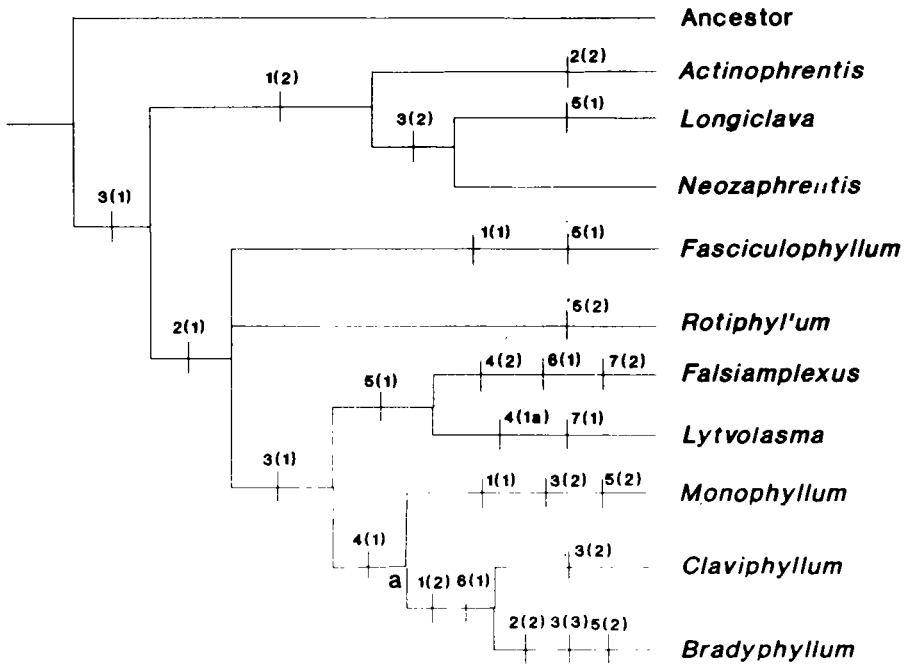 Ancestor
2(2)
1(2)
Actinophrentis
5(1)
3(2)
Longiclava
Neozaphrentis
3(1)
1(1) 5(1)
Fasciculophyllum
5(2)
2(1)
Rotiphyl'um
4(2) 6(1) 7(2)
5(1)
Falsiamplexus
4(1a) 7(1)
Lytvolasma
3(1)
1(1) 3(2) 5(2)
Monophyllum
4(1)
3(2)
a 1(2) 6(1)
Claviphyllum
2(2) 3(3) 5(2)
Bradyphyllum